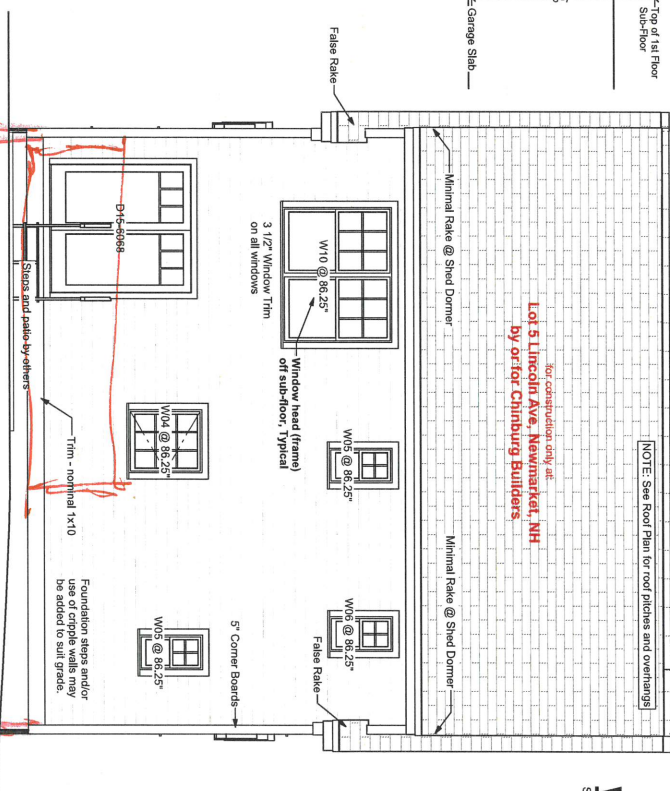 Top of 1st Floor
Sub-Floor
Garage Slab
NOTE: See Roof Plan for roof pitches and overhangs
for construction only at:
Lot 5 Lincoln Ave, Newmarket, NH
by or for Chinburg Builders
Minimal Rake @ Shed Dormer
Minimal Rake @ Shed Dormer
False Rake
False Rake
W10 @ 86.25"
W05 @ 86.25"
W06 @ 86.25"
Window head (frame)
off sub-floor, Typical
3 1/2" Window Trim
on all windows
5" Corner Boards
D15-6068
W04 @ 86.25"
W05 @ 86.25"
Steps and patio by others
Trim - nominal 1x10
Foundation steps and/or
use of cripple walls may
be added to suit grade.